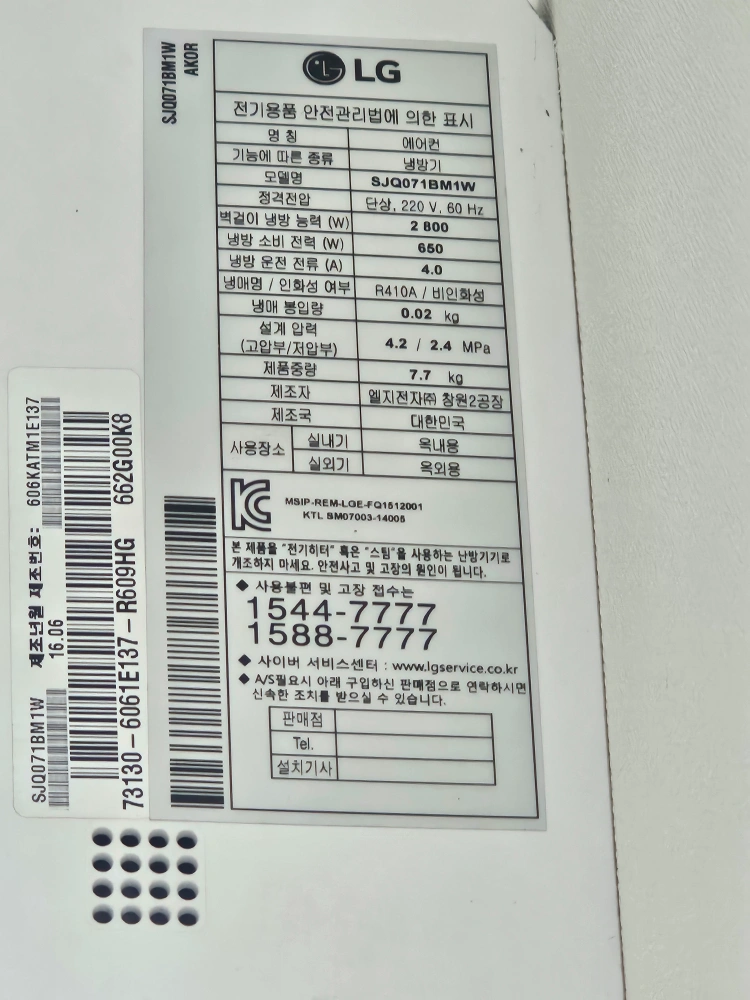 SJQ071BM1W
AKOR
LG
전기용품 안전관리법에 의한 표시
명 칭 에어컨
기능에 따른 종류 냉방기
모델명 SJQ071BM1W
정격전압 단상, 220 V, 60 Hz
벽걸이 냉방 능력 (W) 2 800
냉방 소비 전력 (W) 650
냉방 운전 전류 (A) 4.0
냉매명 / 인화성 여부 R410A / 비인화성
냉매 봉입량 0.02 kg
설계 압력
(고압부/저압부) 4.2 / 2.4 MPa
제품중량 7.7 kg
제조자 엘지전자㈜ 창원2공장
제조국 대한민국
사용장소 실내기 옥내용
실외기 옥외용
MSIP-REM-LGE-FQ1512001
KTL SM07003-14005
본 제품을 "전기히터" 혹은 "스팀"을 사용하는 난방기기로
개조하지 마세요. 안전사고 및 고장의 원인이 됩니다.
◆ 사용불편 및 고장 접수는
1544-7777
1588-7777
◆ 사이버 서비스센터 : www.lgservice.co.kr
◆ A/S필요시 아래 구입하신 판매점으로 연락하시면
신속한 조치를 받으실 수 있습니다.
판매점
Tel.
설치기사
SJQ071BM1W 제조년월 제조번호: 606KATM1E137
16.06
73130-6061E137-R609HG 662G00K8